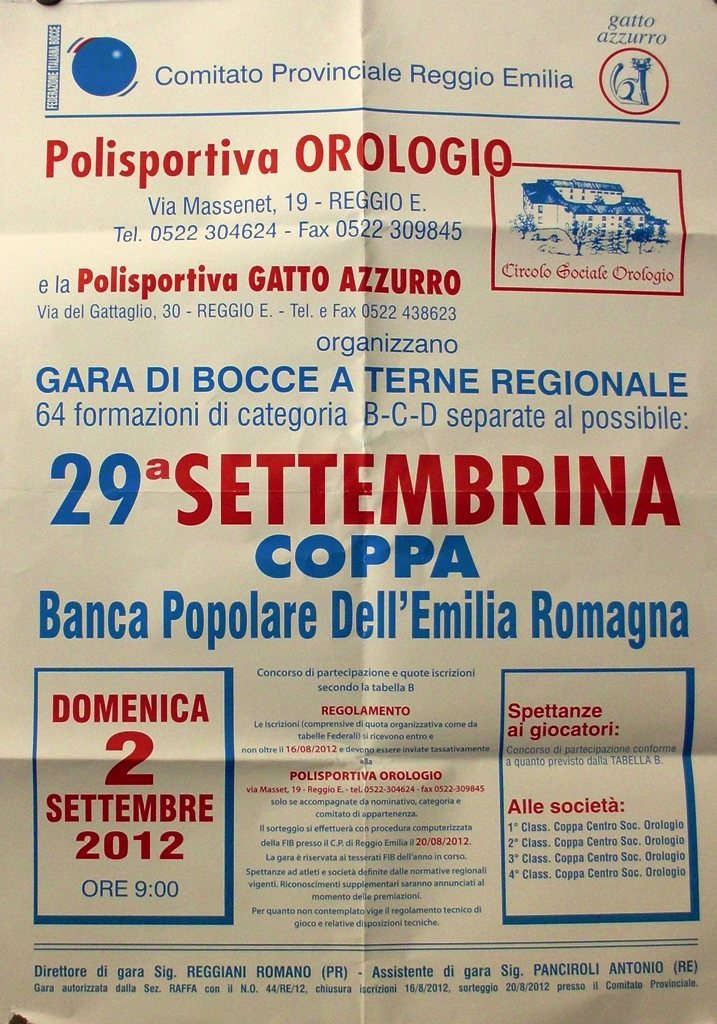 FEDERAZIONE ITALIANA BOCCE
Comitato Provinciale Reggio Emilia
gatto
azzurro
Polisportiva OROLOGIO
Via Massenet, 19 - REGGIO E.
Tel. 0522 304624 - Fax 0522 309845
Circolo Sociale Orologio
e la Polisportiva GATTO AZZURRO
Via del Gattaglio, 30 - REGGIO E. - Tel. e Fax 0522 438623
organizzano
GARA DI BOCCE A TERNE REGIONALE
64 formazioni di categoria B-C-D separate al possibile:
29ª SETTEMBRINA
COPPA
Banca Popolare Dell'Emilia Romagna
DOMENICA
2
SETTEMBRE
2012
ORE 9:00
Concorso di partecipazione e quote iscrizioni
secondo la tabella B
REGOLAMENTO
Le iscrizioni (comprensive di quota organizzativa come da
tabelle Federali) si ricevono entro e
non oltre il 16/08/2012 e devono essere inviate tassativamente
alla
POLISPORTIVA OROLOGIO
via Masset, 19 - Reggio E. - tel. 0522-304624 - fax 0522-309845
solo se accompagnate da nominativo, categoria e
comitato di appartenenza.
Il sorteggio si effettuerà con procedura computerizzata
della FIB presso il C.P. di Reggio Emilia il 20/08/2012.
La gara è riservata ai tesserati FIB dell'anno in corso.
Spettanze ad atleti e società definite dalle normative regionali
vigenti. Riconoscimenti supplementari saranno annunciati al
momento delle premiazioni.
Per quanto non contemplato vige il regolamento tecnico di
gioco e relative disposizioni tecniche.
Spettanze
ai giocatori:
Concorso di partecipazione conforme
a quanto previsto dalla TABELLA B.
Alle società:
1° Class. Coppa Centro Soc. Orologio
2° Class. Coppa Centro Soc. Orologio
3° Class. Coppa Centro Soc. Orologio
4° Class. Coppa Centro Soc. Orologio
Direttore di gara Sig. REGGIANI ROMANO (PR) - Assistente di gara Sig. PANCIROLI ANTONIO (RE)
Gara autorizzata dalla Sez. RAFFA con il N.O. 44/RE/12, chiusura iscrizioni 16/8/2012, sorteggio 20/8/2012 presso il Comitato Provinciale.